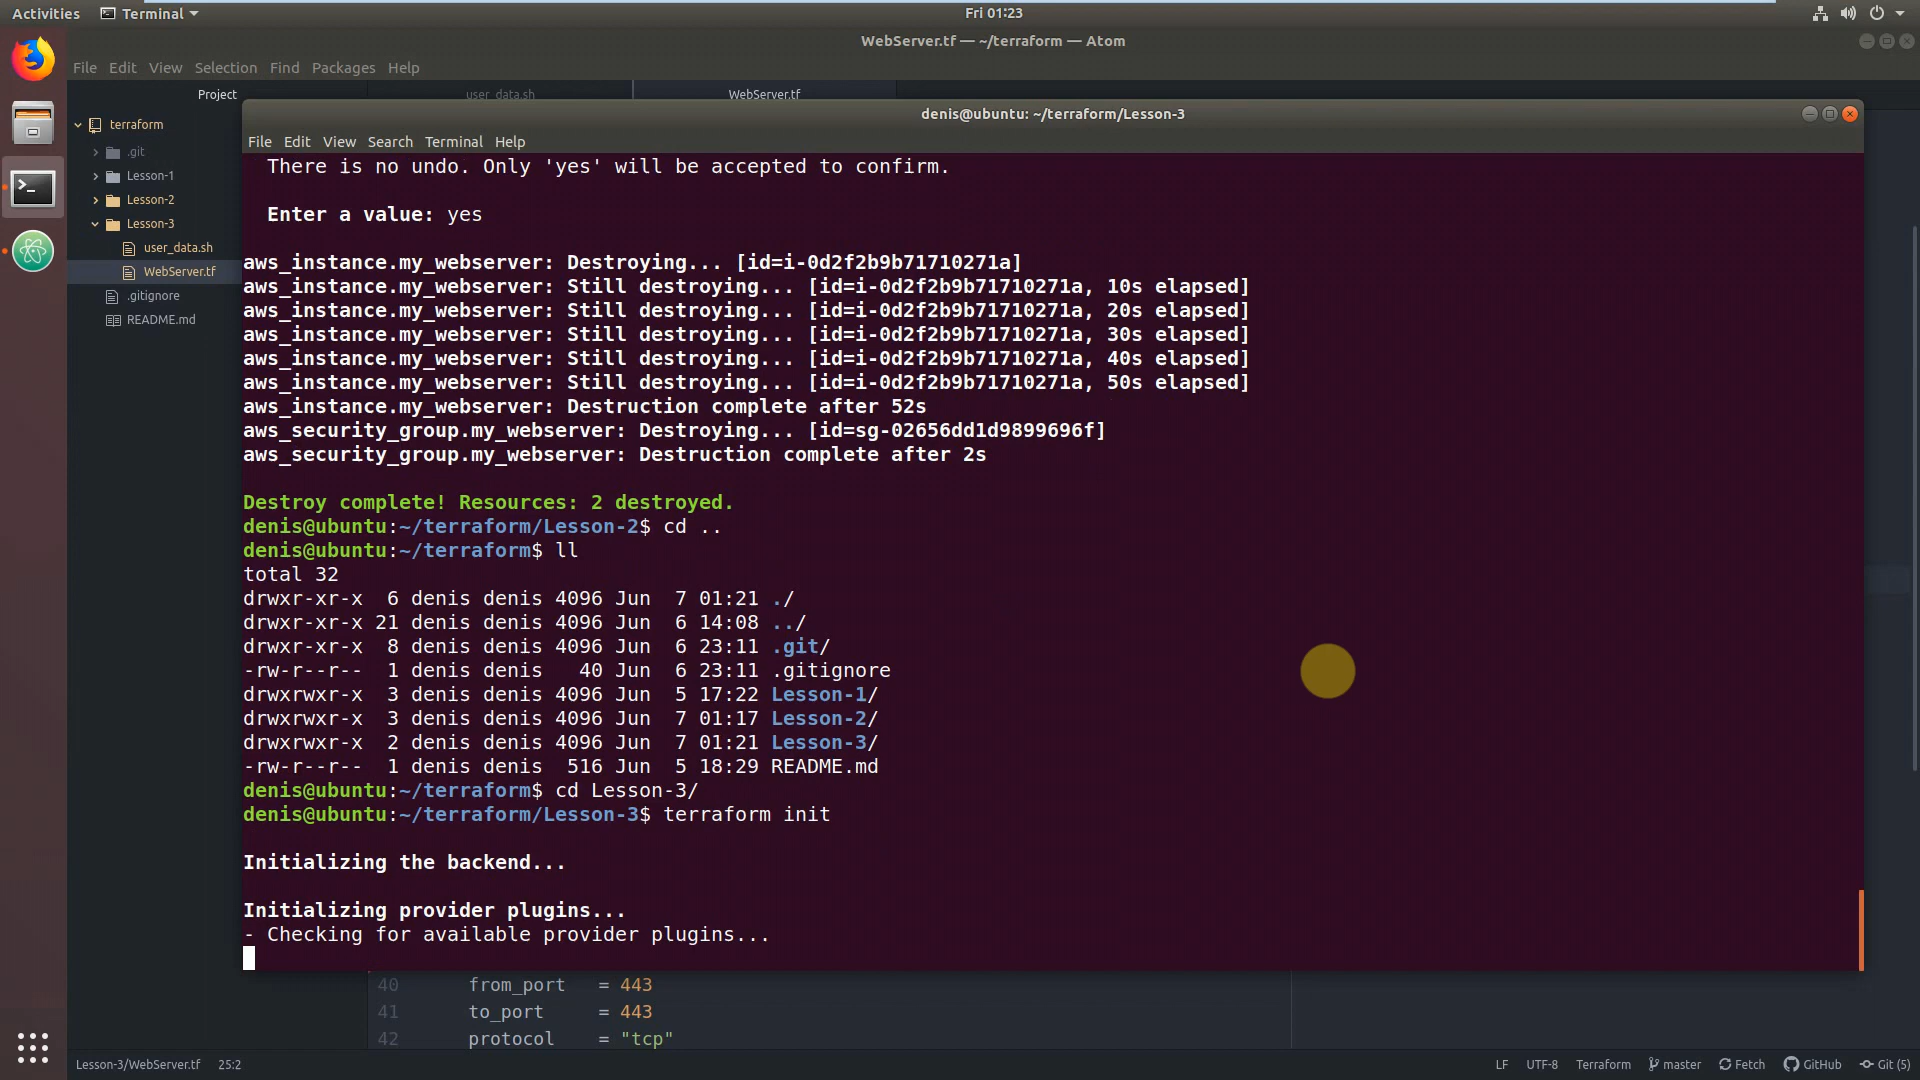 Activities Terminal Fri 01:23
WebServer.tf — ~/terraform — Atom
File Edit View Selection Find Packages Help
Project user_data.sh WebServer.tf
terraform
.git
Lesson-1
Lesson-2
Lesson-3
user_data.sh
WebServer.tf
.gitignore
README.md
denis@ubuntu: ~/terraform/Lesson-3
File Edit View Search Terminal Help
There is no undo. Only 'yes' will be accepted to confirm.
Enter a value: yes
aws_instance.my_webserver: Destroying... [id=i-0d2f2b9b71710271a]
aws_instance.my_webserver: Still destroying... [id=i-0d2f2b9b71710271a, 10s elapsed]
aws_instance.my_webserver: Still destroying... [id=i-0d2f2b9b71710271a, 20s elapsed]
aws_instance.my_webserver: Still destroying... [id=i-0d2f2b9b71710271a, 30s elapsed]
aws_instance.my_webserver: Still destroying... [id=i-0d2f2b9b71710271a, 40s elapsed]
aws_instance.my_webserver: Still destroying... [id=i-0d2f2b9b71710271a, 50s elapsed]
aws_instance.my_webserver: Destruction complete after 52s
aws_security_group.my_webserver: Destroying... [id=sg-02656dd1d9899696f]
aws_security_group.my_webserver: Destruction complete after 2s
Destroy complete! Resources: 2 destroyed.
denis@ubuntu:~/terraform/Lesson-2$ cd ..
denis@ubuntu:~/terraform$ ll
total 32
drwxr-xr-x  6 denis denis 4096 Jun  7 01:21 ./
drwxr-xr-x 21 denis denis 4096 Jun  6 14:08 ../
drwxr-xr-x  8 denis denis 4096 Jun  6 23:11 .git/
-rw-r--r--  1 denis denis   40 Jun  6 23:11 .gitignore
drwxrwxr-x  3 denis denis 4096 Jun  5 17:22 Lesson-1/
drwxrwxr-x  3 denis denis 4096 Jun  7 01:17 Lesson-2/
drwxrwxr-x  2 denis denis 4096 Jun  7 01:21 Lesson-3/
-rw-r--r--  1 denis denis  516 Jun  5 18:29 README.md
denis@ubuntu:~/terraform$ cd Lesson-3/
denis@ubuntu:~/terraform/Lesson-3$ terraform init
Initializing the backend...
Initializing provider plugins...
- Checking for available provider plugins...
40 from_port = 443
41 to_port = 443
42 protocol = "tcp"
Lesson-3/WebServer.tf 25:2 LF UTF-8 Terraform master Fetch GitHub Git (5)